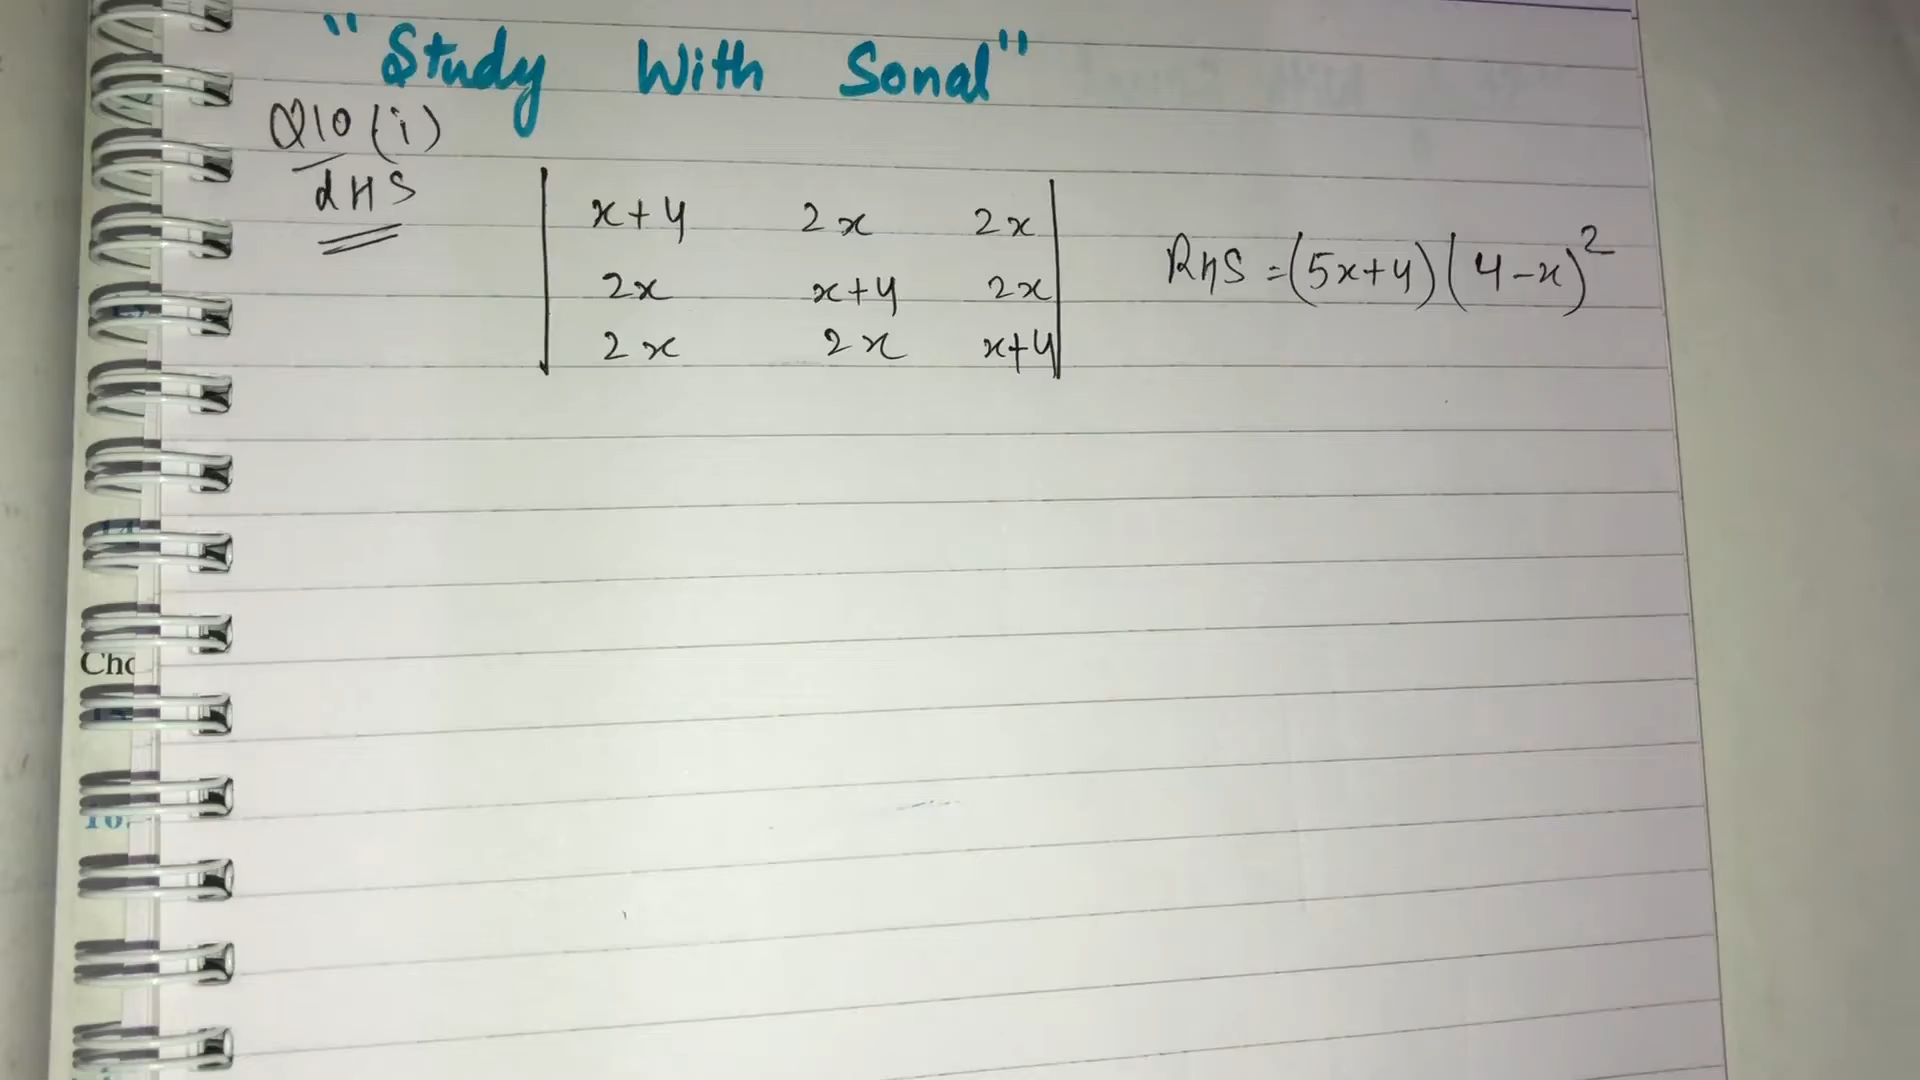 "Study With Sonal"
Q10 (i)
LHS
x+4 2x 2x
2x x+4 2x RHS = (5x+4)(4-x)²
2x 2x x+4
Cho